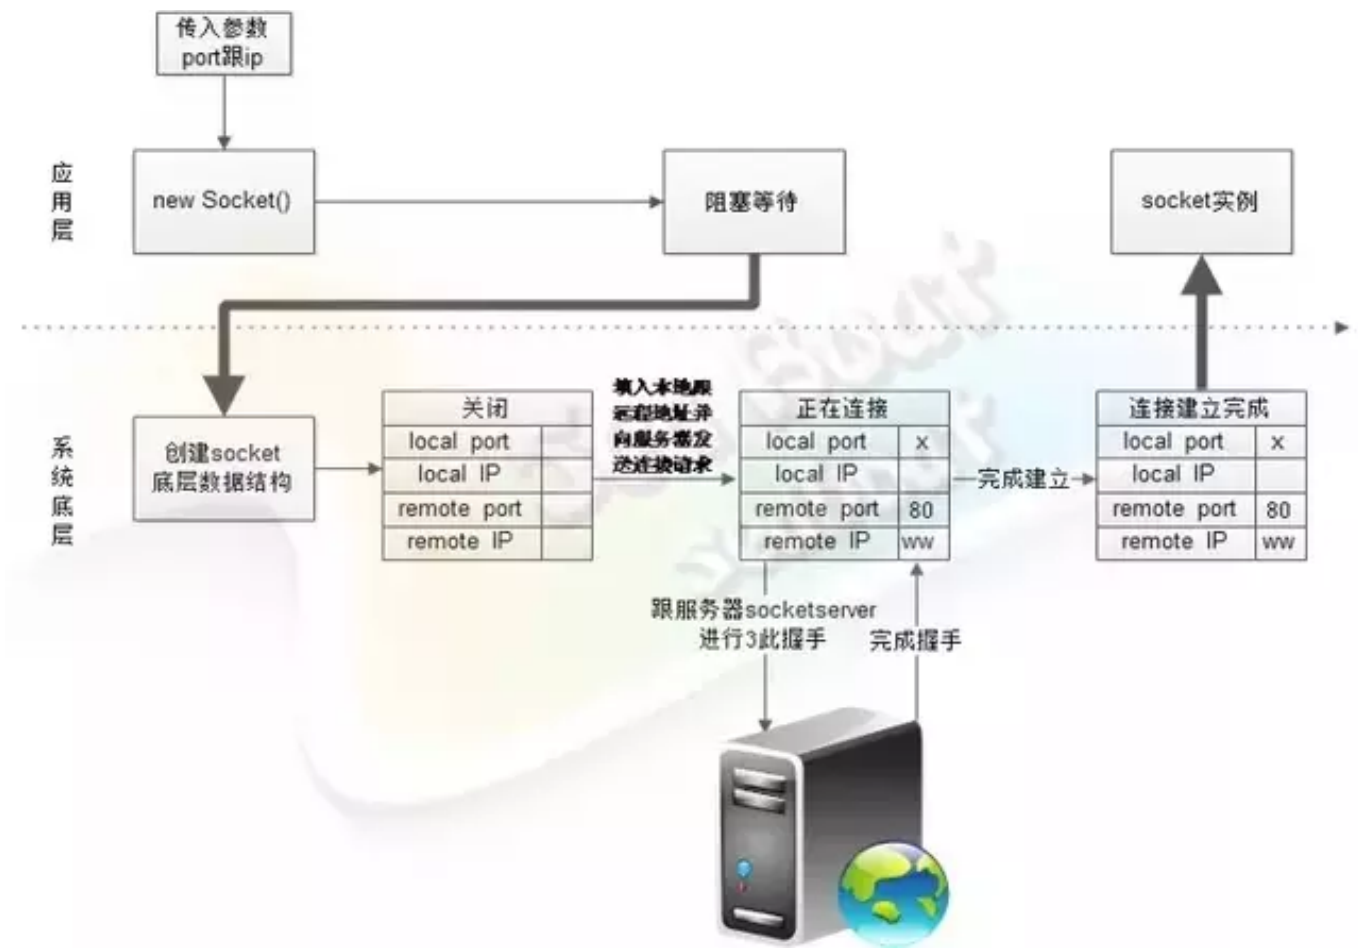 传入参数
port跟ip
应用层
new Socket()
阻塞等待
socket实例
系统底层
创建socket
底层数据结构
关闭
local port
local IP
remote port
remote IP
填入本地跟
远程地址并
向服务器发
送连接请求
正在连接
local port x
local IP
remote port 80
remote IP ww
完成建立
连接建立完成
local port x
local IP
remote port 80
remote IP ww
跟服务器socketserver
进行3此握手
完成握手